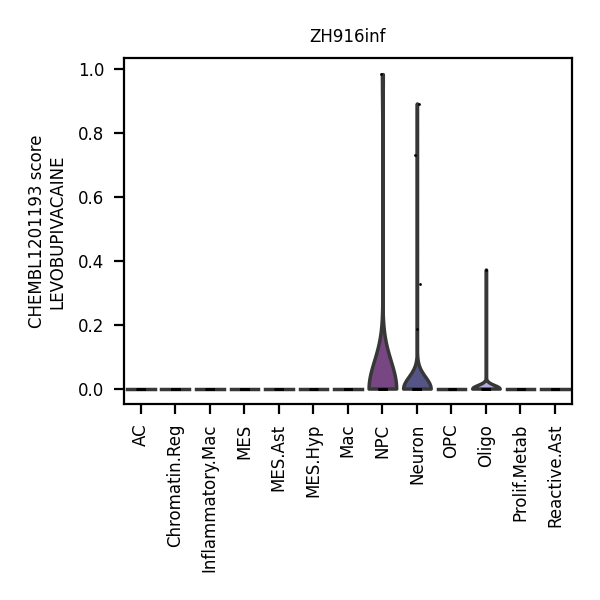 ZH916inf
CHEMBL1201193 score
LEVOBUPIVACAINE
1.0
0.8
0.6
0.4
0.2
0.0
AC
Chromatin.Reg
Inflammatory.Mac
MES
MES.Ast
MES.Hyp
Mac
NPC
Neuron
OPC
Oligo
Prolif.Metab
Reactive.Ast